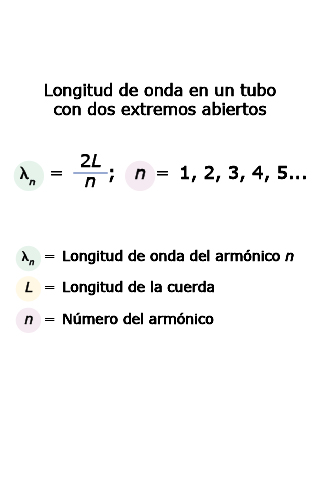 Longitud de onda en un tubo
con dos extremos abiertos
λn = 2L/n; n = 1, 2, 3, 4, 5...
λn = Longitud de onda del armónico n
L = Longitud de la cuerda
n = Número del armónico